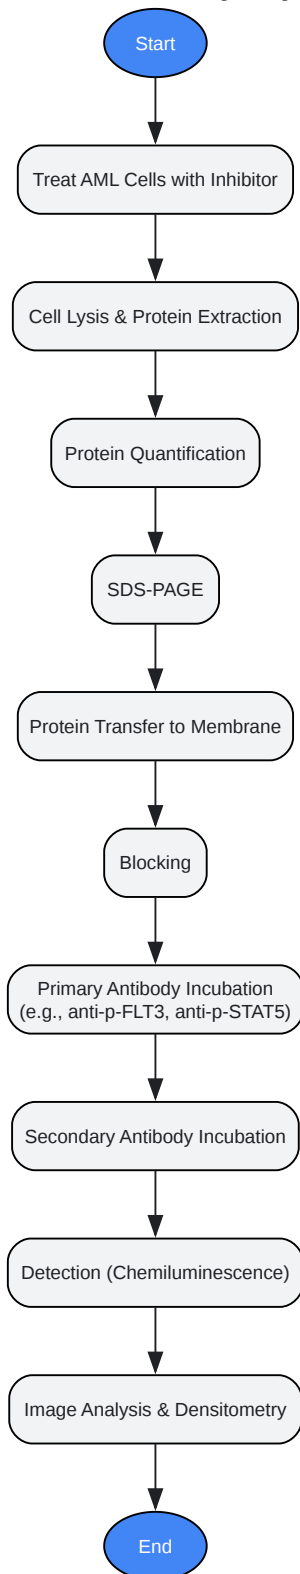 Start
Treat AML Cells with Inhibitor
Cell Lysis & Protein Extraction
Protein Quantification
SDS-PAGE
Protein Transfer to Membrane
Blocking
Primary Antibody Incubation
(e.g., anti-p-FLT3, anti-p-STAT5)
Secondary Antibody Incubation
Detection (Chemiluminescence)
Image Analysis & Densitometry
End